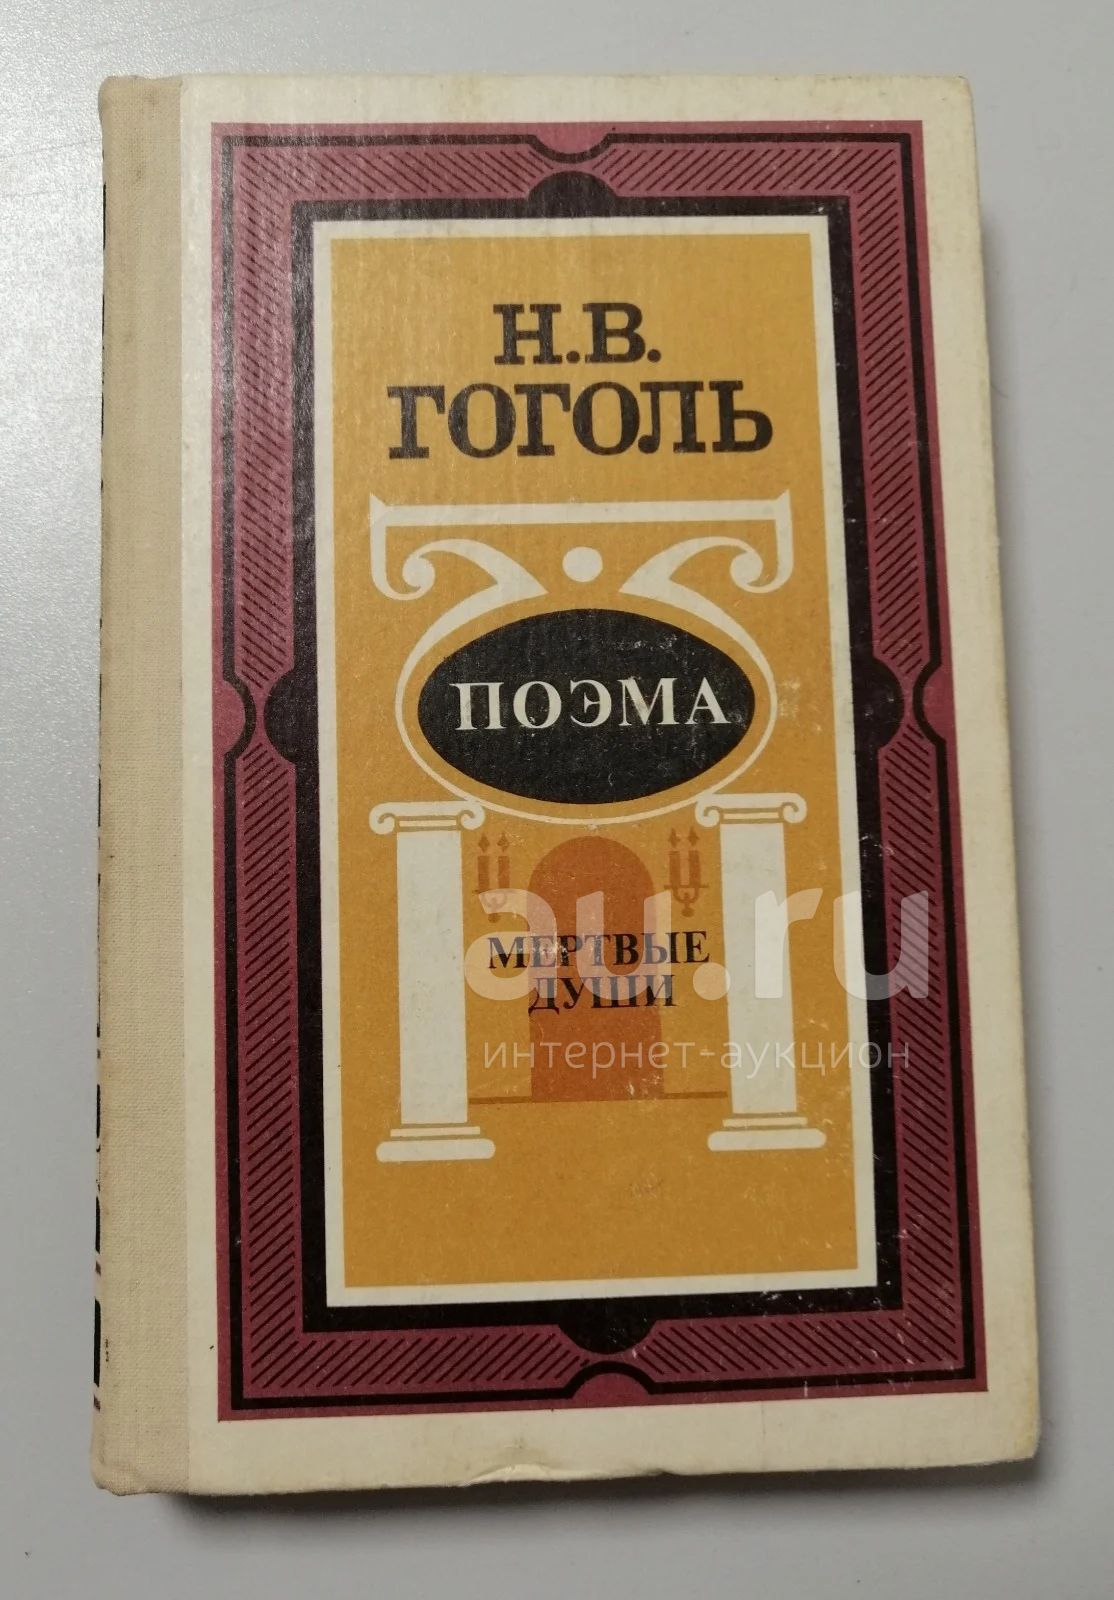 Н.В.
ГОГОЛЬ
ПОЭМА
МЕРТВЫЕ
ДУШИ
au.ru
интернет-аукцион